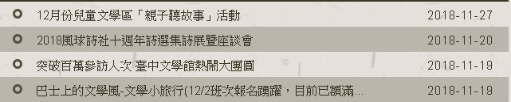 12月份兒童文學區「親子聽故事」活動 2018-11-27
2018風球詩社十週年詩選集詩展暨座談會 2018-11-20
突破百萬參訪人次 臺中文學館熱鬧大團圓 2018-11-19
巴士上的文學風-文學小旅行(12/2班次報名踴躍，目前已額滿... 2018-11-19